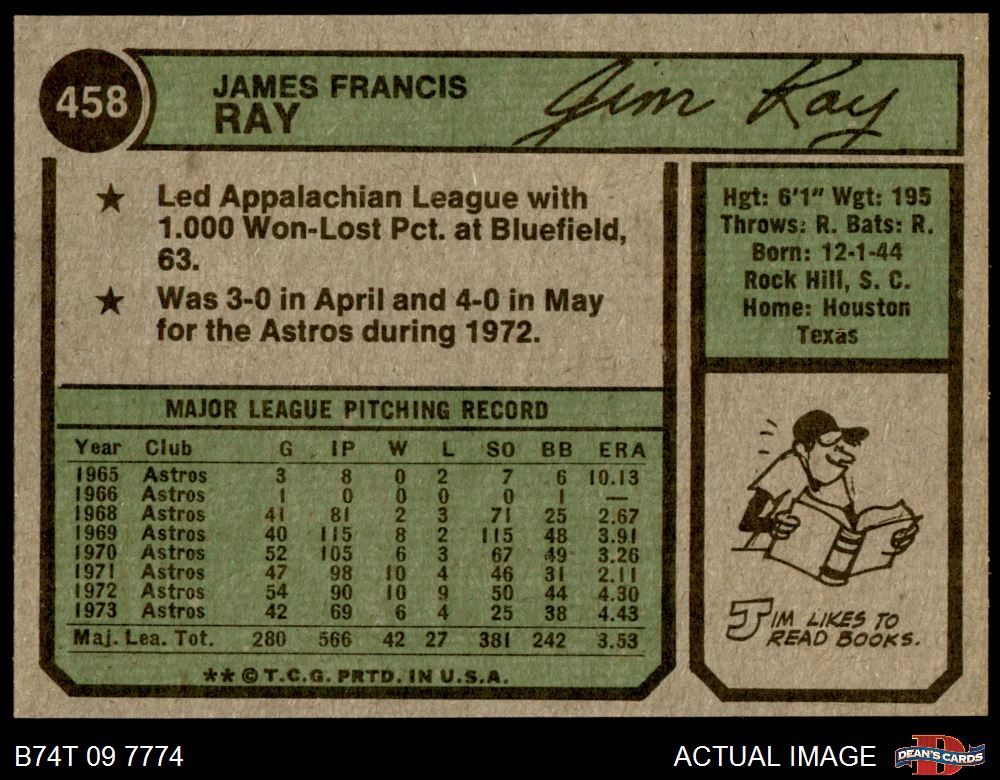 458
JAMES FRANCIS
RAY
Jim Ray
★ Led Appalachian League with
1.000 Won-Lost Pct. at Bluefield,
63.
★ Was 3-0 in April and 4-0 in May
for the Astros during 1972.
Hgt: 6'1" Wgt: 195
Throws: R. Bats: R.
Born: 12-1-44
Rock Hill, S. C.
Home: Houston
Texas
MAJOR LEAGUE PITCHING RECORD
Year Club G IP W L SO BB ERA
1965 Astros 3 8 0 2 7 6 10.13
1966 Astros 1 0 0 0 0 1 —
1968 Astros 41 81 2 3 71 25 2.67
1969 Astros 40 115 8 2 115 48 3.91
1970 Astros 52 105 6 3 67 49 3.26
1971 Astros 47 98 10 4 46 31 2.11
1972 Astros 54 90 10 9 50 44 4.30
1973 Astros 42 69 6 4 25 38 4.43
Maj. Lea. Tot. 280 566 42 27 381 242 3.53
** © T.C.G. PRTD. IN U.S.A.
JIM LIKES TO
READ BOOKS.
B74T 09 7774
ACTUAL IMAGE
DEAN'S CARDS